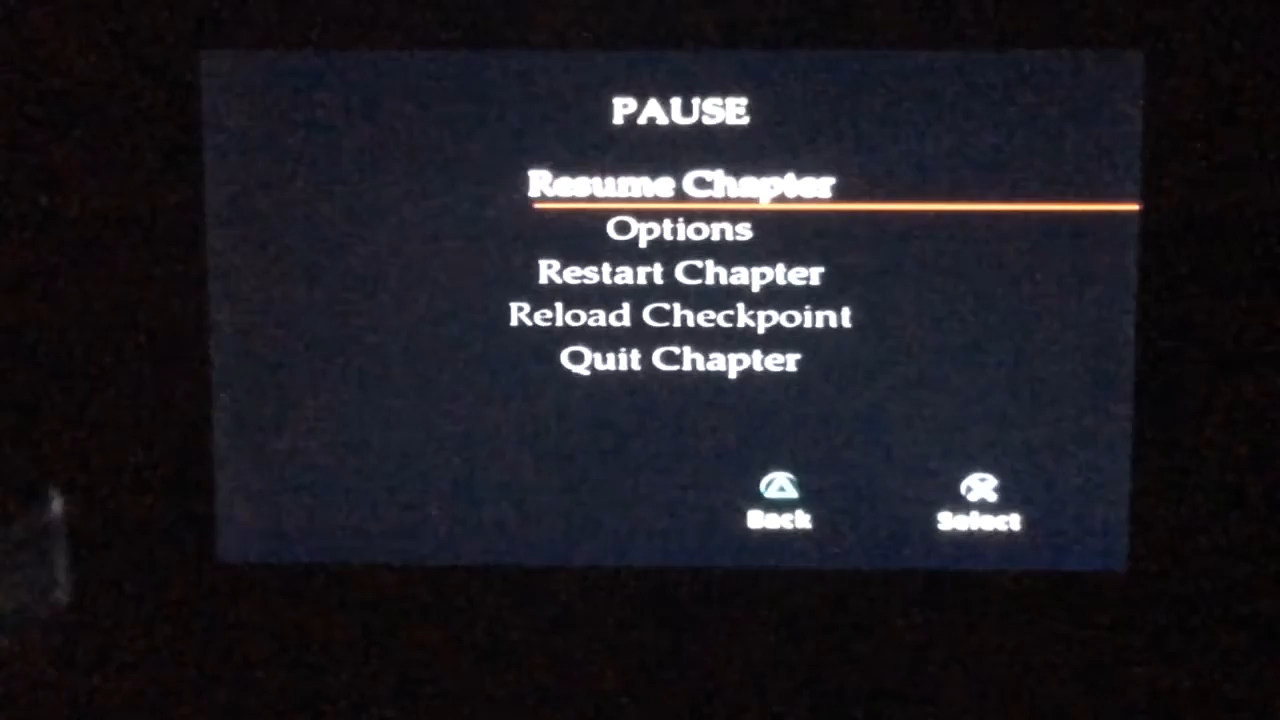 PAUSE
Resume Chapter
Options
Restart Chapter
Reload Checkpoint
Quit Chapter
Back Select